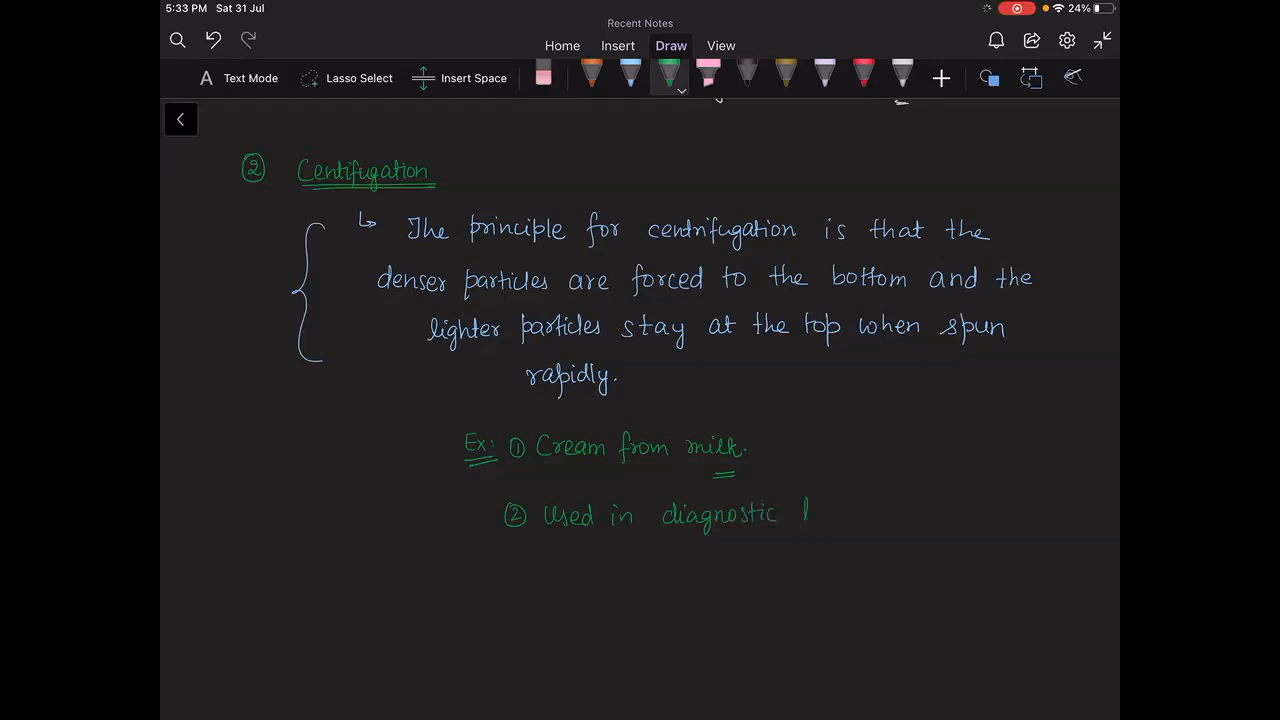 5:33 PM Sat 31 Jul
24%
Recent Notes
Home Insert Draw View
A Text Mode Lasso Select Insert Space
② Centifugation
↳ The principle for centrifugation is that the
denser particles are forced to the bottom and the
lighter particles stay at the top when spun
rapidly.
Ex: ① Cream from milk.
② Used in diagnostic l